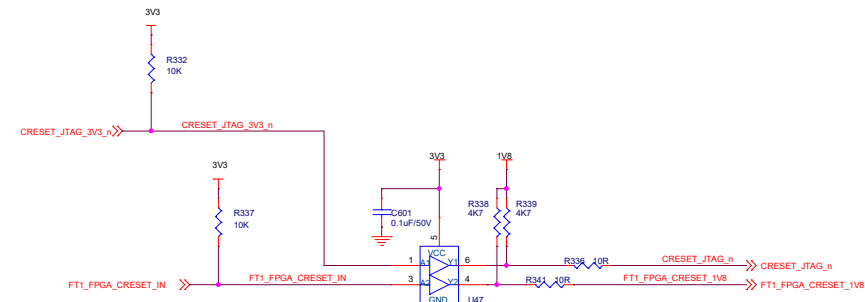 3V3
R332
10K
CRESET_JTAG_3V3_n
CRESET_JTAG_3V3_n
3V3
3V3
1V8
R337
10K
C601
0.1uF/50V
R338
4K7
R339
4K7
5
VCC
1
A1
Y1
6
R336
10R
CRESET_JTAG_n
CRESET_JTAG_n
FT1_FPGA_CRESET_IN
FT1_FPGA_CRESET_IN
3
A2
Y2
4
R341
10R
FT1_FPGA_CRESET_1V8
FT1_FPGA_CRESET_1V8
GND
U47